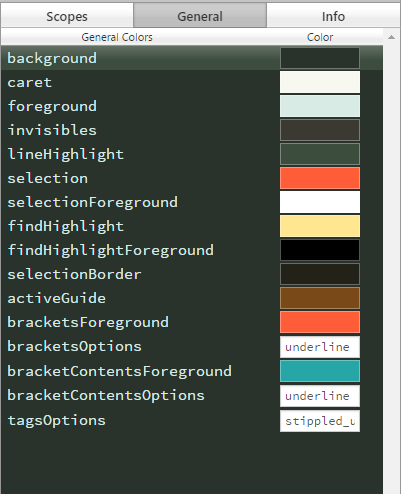 Scopes General Info
General Colors Color
background
caret
foreground
invisibles
lineHighlight
selection
selectionForeground
findHighlight
findHighlightForeground
selectionBorder
activeGuide
bracketsForeground
bracketsOptions underline
bracketContentsForeground
bracketContentsOptions underline
tagsOptions stippled_u